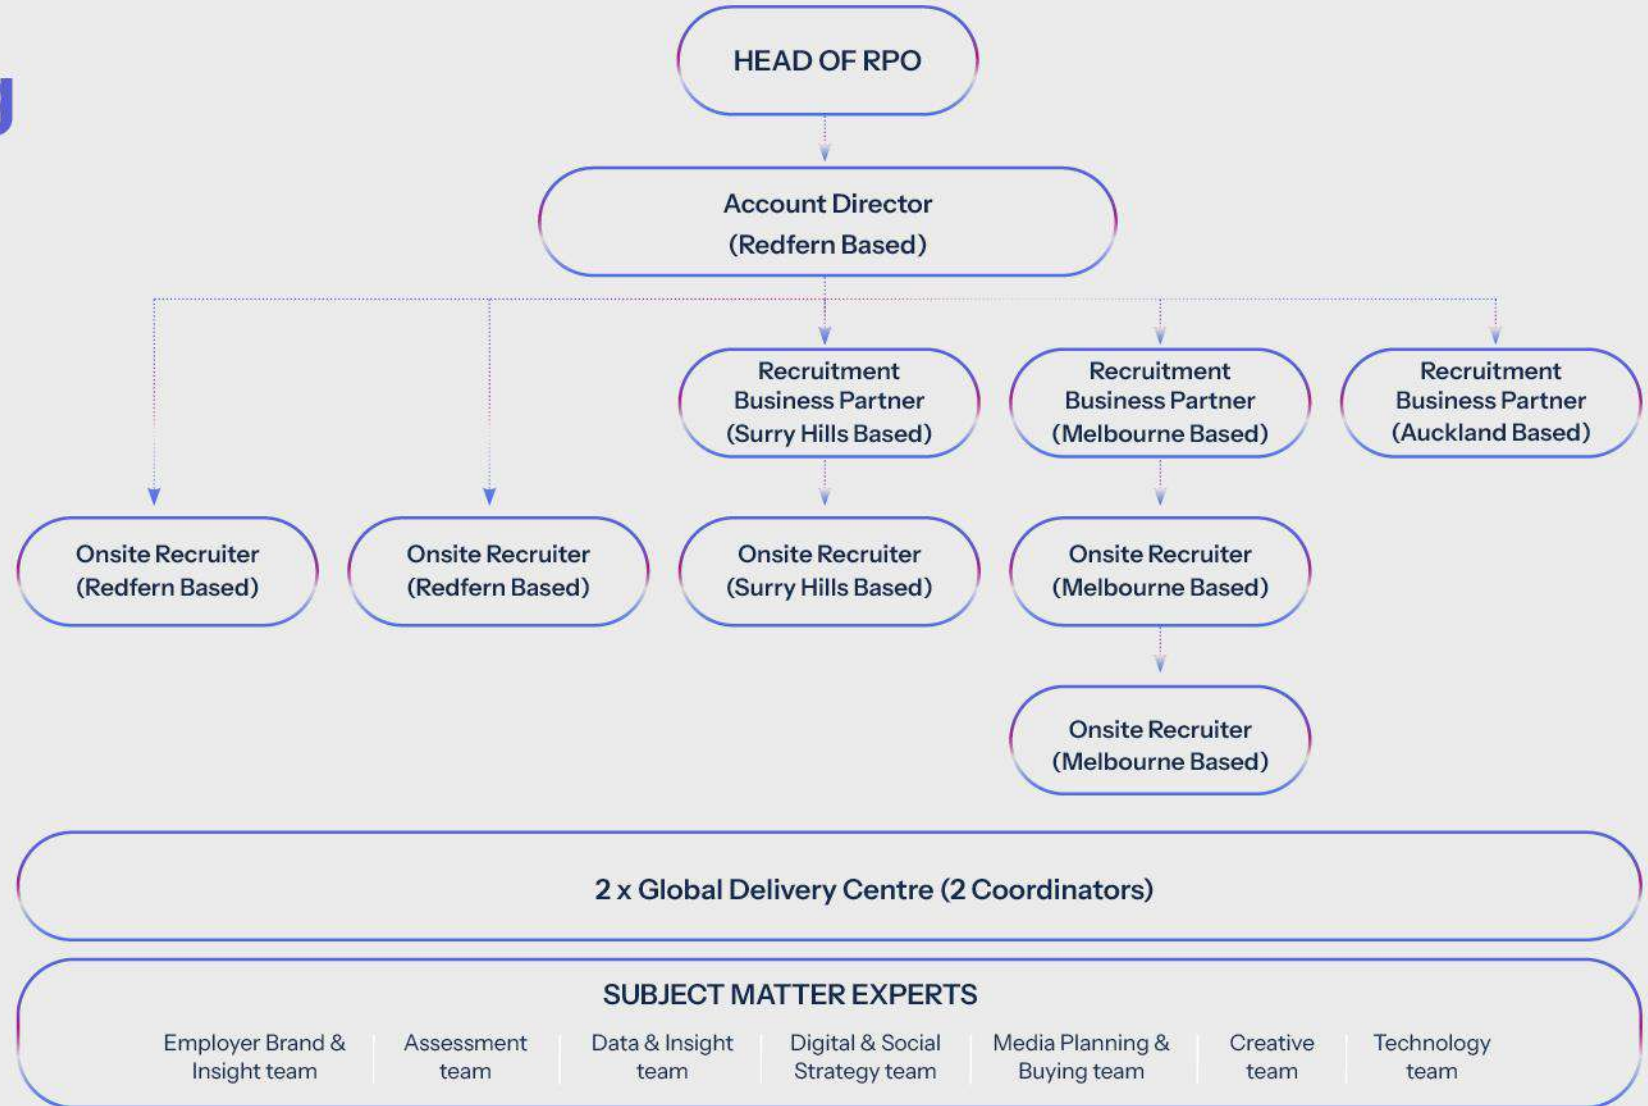 g
HEAD OF RPO
Account Director
(Redfern Based)
Recruitment
Business Partner
(Surry Hills Based)
Recruitment
Business Partner
(Melbourne Based)
Recruitment
Business Partner
(Auckland Based)
Onsite Recruiter
(Redfern Based)
Onsite Recruiter
(Redfern Based)
Onsite Recruiter
(Surry Hills Based)
Onsite Recruiter
(Melbourne Based)
Onsite Recruiter
(Melbourne Based)
2 x Global Delivery Centre (2 Coordinators)
SUBJECT MATTER EXPERTS
Employer Brand &
Insight team
Assessment
team
Data & Insight
team
Digital & Social
Strategy team
Media Planning &
Buying team
Creative
team
Technology
team